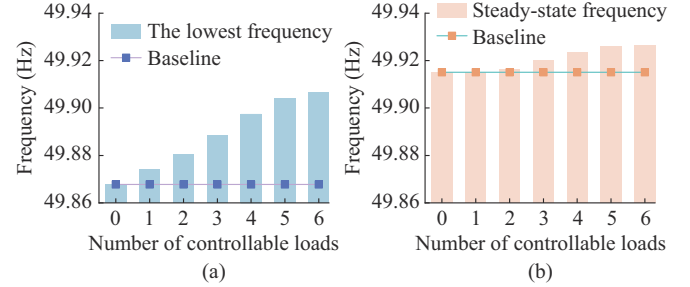 49.94
The lowest frequency
Baseline
49.92
49.90
49.88
49.86
Frequency (Hz)
0 1 2 3 4 5 6
Number of controllable loads
(a)
49.94
Steady-state frequency
Baseline
49.92
49.90
49.88
49.86
Frequency (Hz)
0 1 2 3 4 5 6
Number of controllable loads
(b)